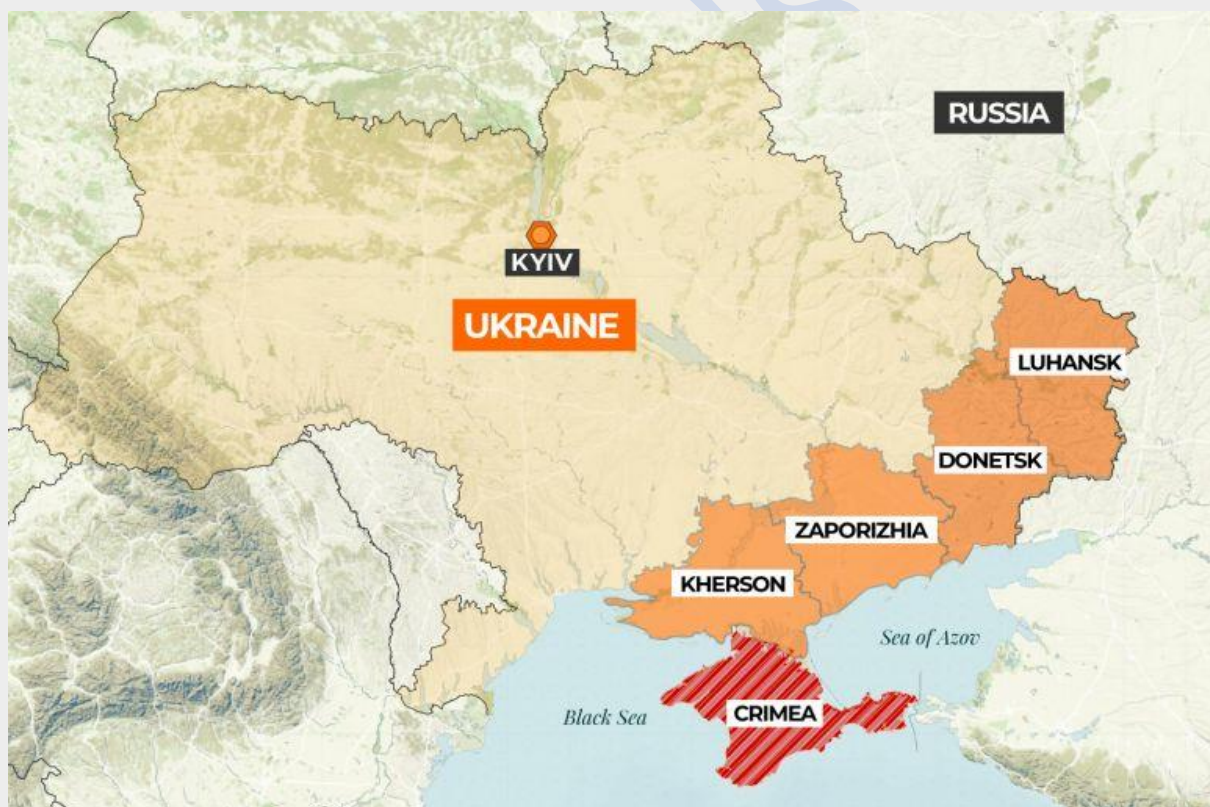 RUSSIA
KYIV
UKRAINE
LUHANSK
DONETSK
ZAPORIZHIA
KHERSON
Sea of Azov
Black Sea
CRIMEA